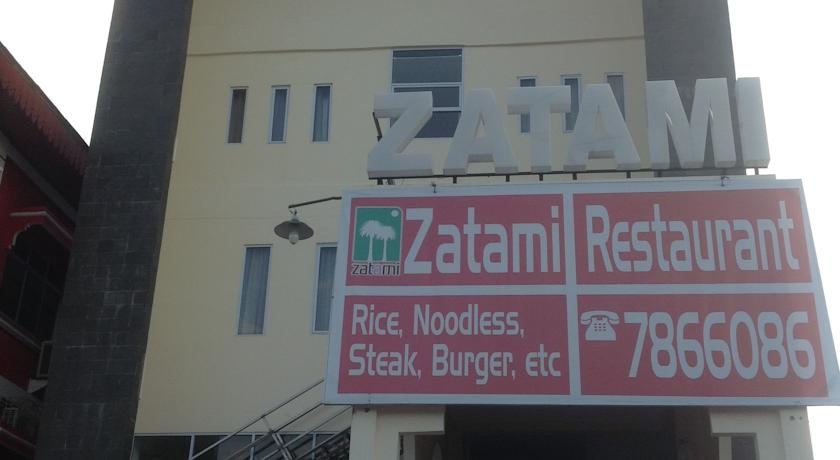 ZATAMI
zatami
Zatami
Restaurant
Rice, Noodless,
Steak, Burger, etc
7866086